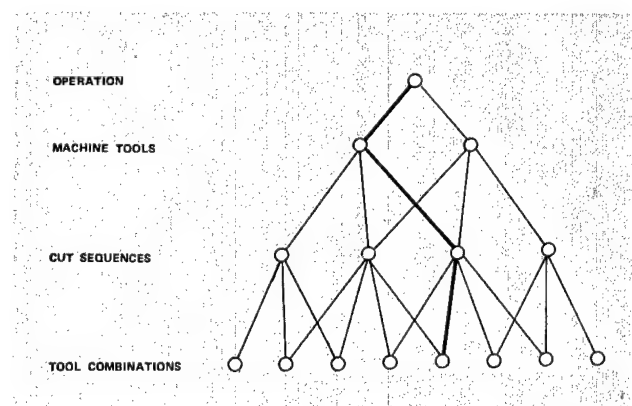 OPERATION
MACHINE TOOLS
CUT SEQUENCES
TOOL COMBINATIONS